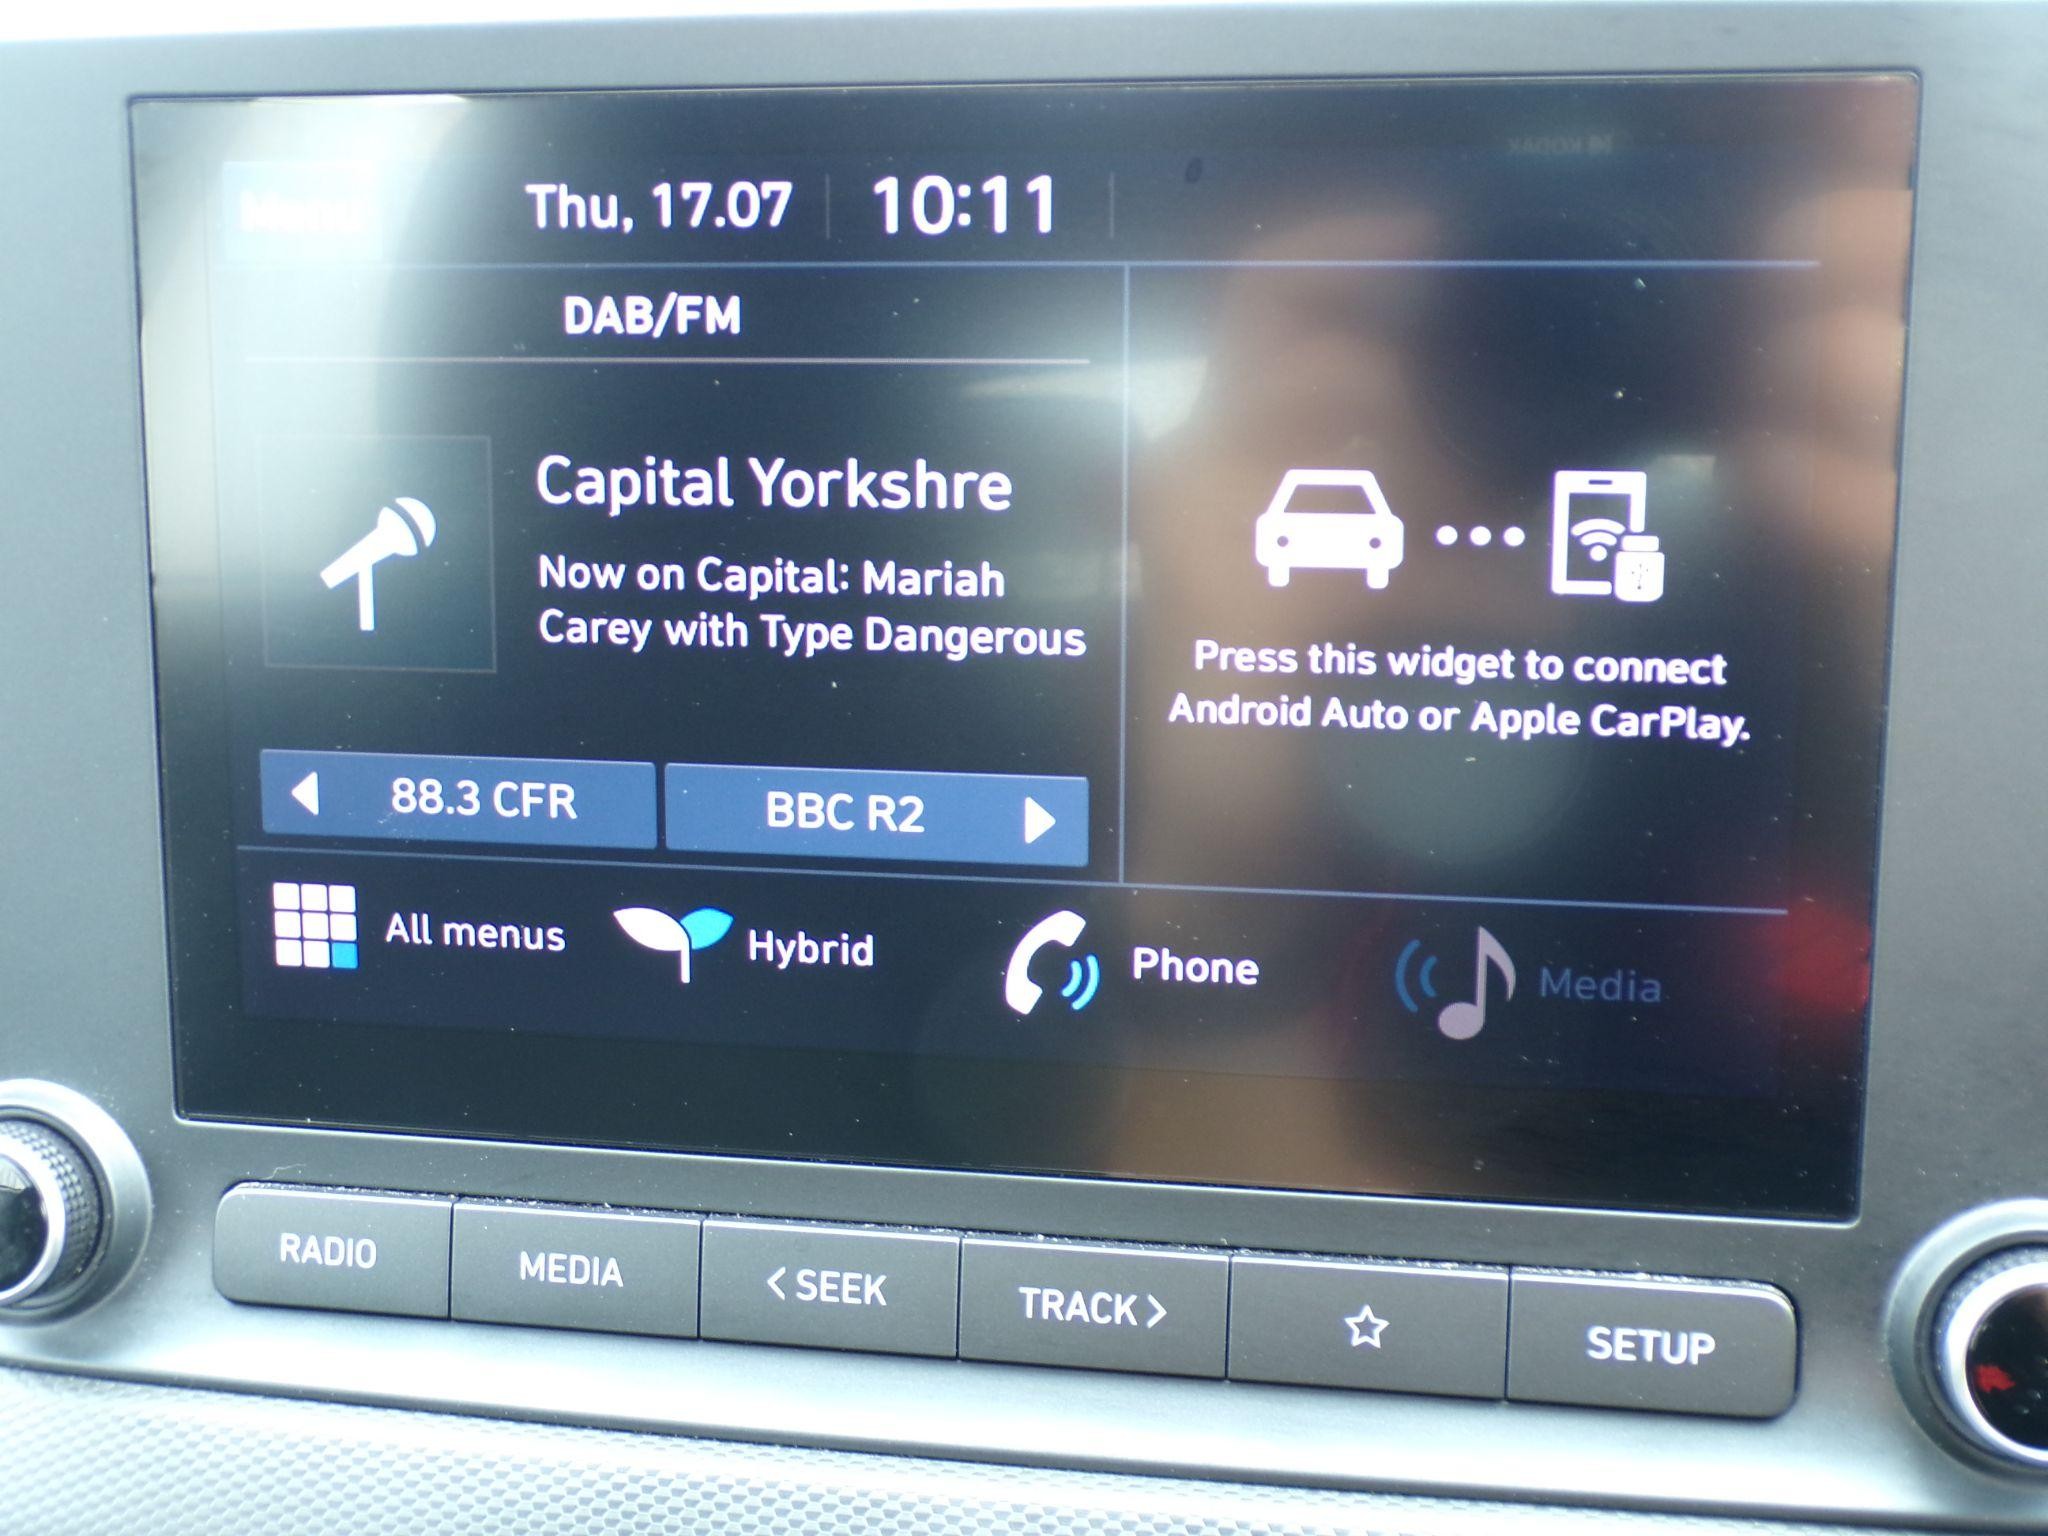 Menu
Thu, 17.07
10:11
DAB/FM
Capital Yorkshre
Now on Capital: Mariah
Carey with Type Dangerous
Press this widget to connect
Android Auto or Apple CarPlay.
88.3 CFR
BBC R2
All menus
Hybrid
Phone
Media
RADIO
MEDIA
< SEEK
TRACK >
SETUP